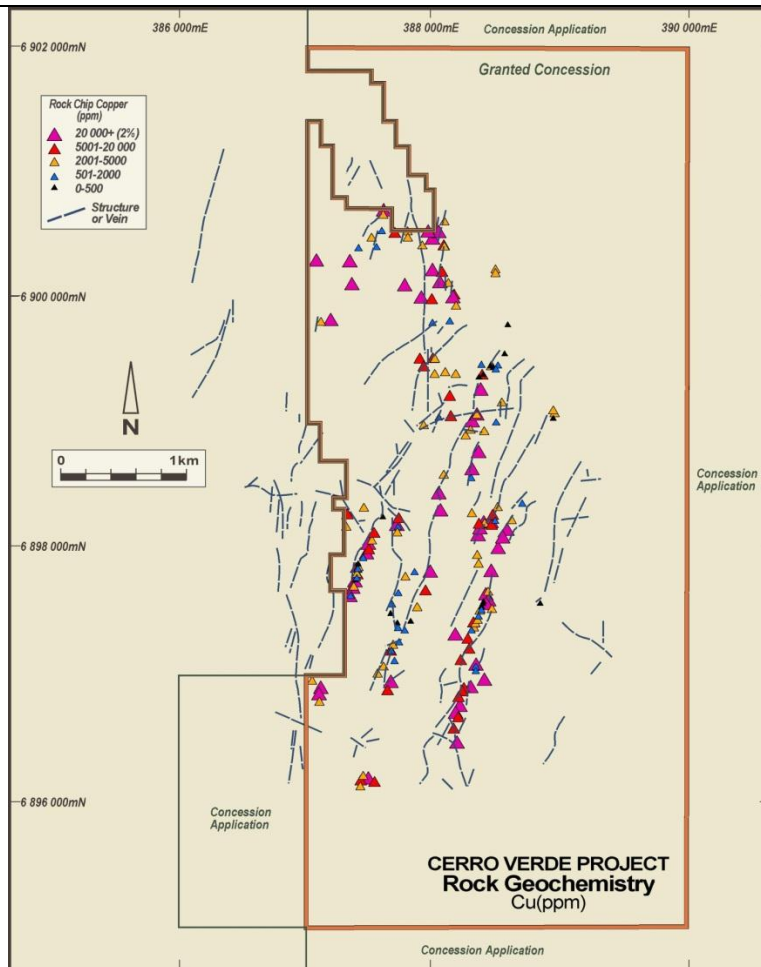 386 000mE
388 000mE
390 000mE
Concession Application
6 902 000mN
Granted Concession
Rock Chip Copper
(ppm)
20 000+ (2%)
5001-20 000
2001-5000
501-2000
0-500
Structure
or Vein
6 900 000mN
N
0
1km
Concession
Application
6 898 000mN
6 896 000mN
Concession
Application
CERRO VERDE PROJECT
Rock Geochemistry
Cu(ppm)
Concession Application